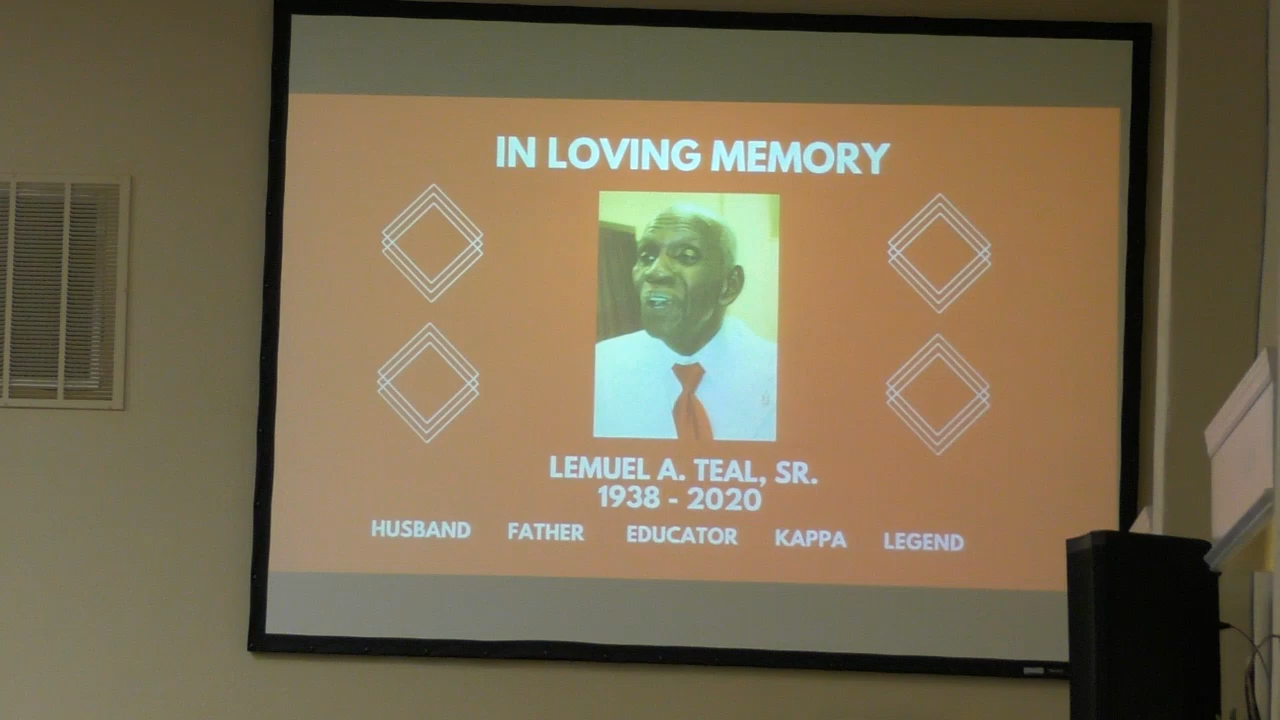 IN LOVING MEMORY
LEMUEL A. TEAL, SR.
1938 - 2020
HUSBAND FATHER EDUCATOR KAPPA LEGEND